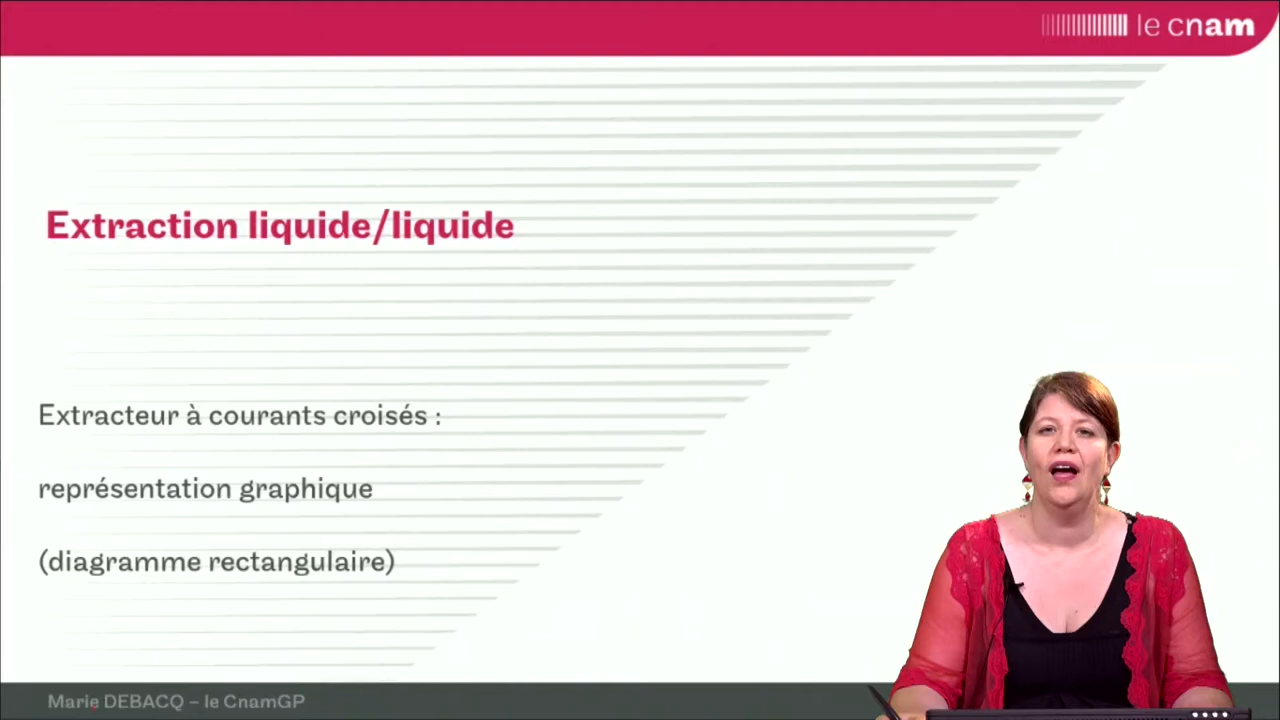 le cnam
Extraction liquide/liquide
Extracteur à courants croisés :
représentation graphique
(diagramme rectangulaire)
Marie DEBACQ – le CnamGP